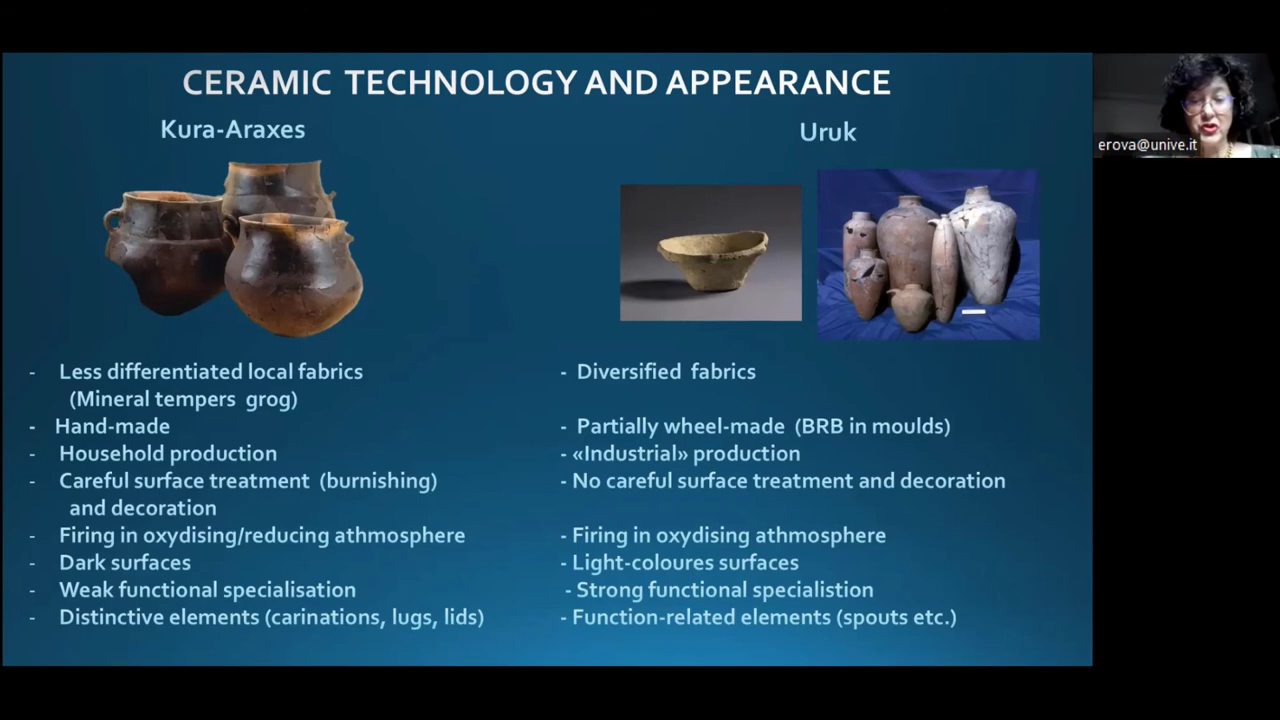 CERAMIC TECHNOLOGY AND APPEARANCE
Kura-Araxes
- Less differentiated local fabrics
(Mineral tempers grog)
- Hand-made
- Household production
- Careful surface treatment (burnishing)
and decoration
- Firing in oxydising/reducing athmosphere
- Dark surfaces
- Weak functional specialisation
- Distinctive elements (carinations, lugs, lids)
Uruk
- Diversified fabrics
- Partially wheel-made (BRB in moulds)
- «Industrial» production
- No careful surface treatment and decoration
- Firing in oxydising athmosphere
- Light-coloures surfaces
- Strong functional specialistion
- Function-related elements (spouts etc.)
erova@unive.it